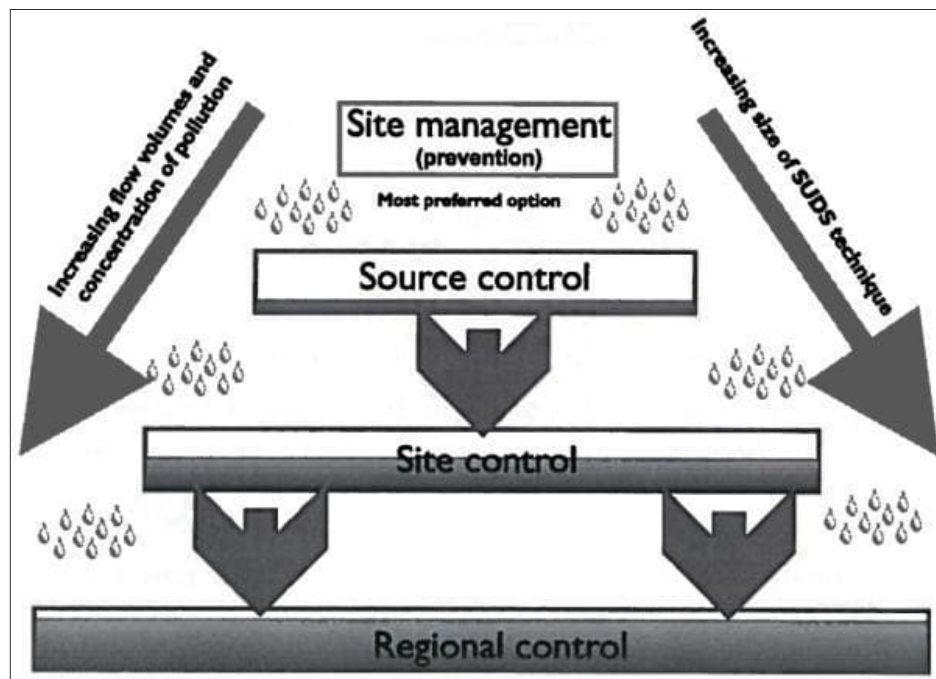 Increasing flow volumes and
concentration of pollution
Increasing size of SUDS technique
Site management
(prevention)
Most preferred option
Source control
Site control
Regional control